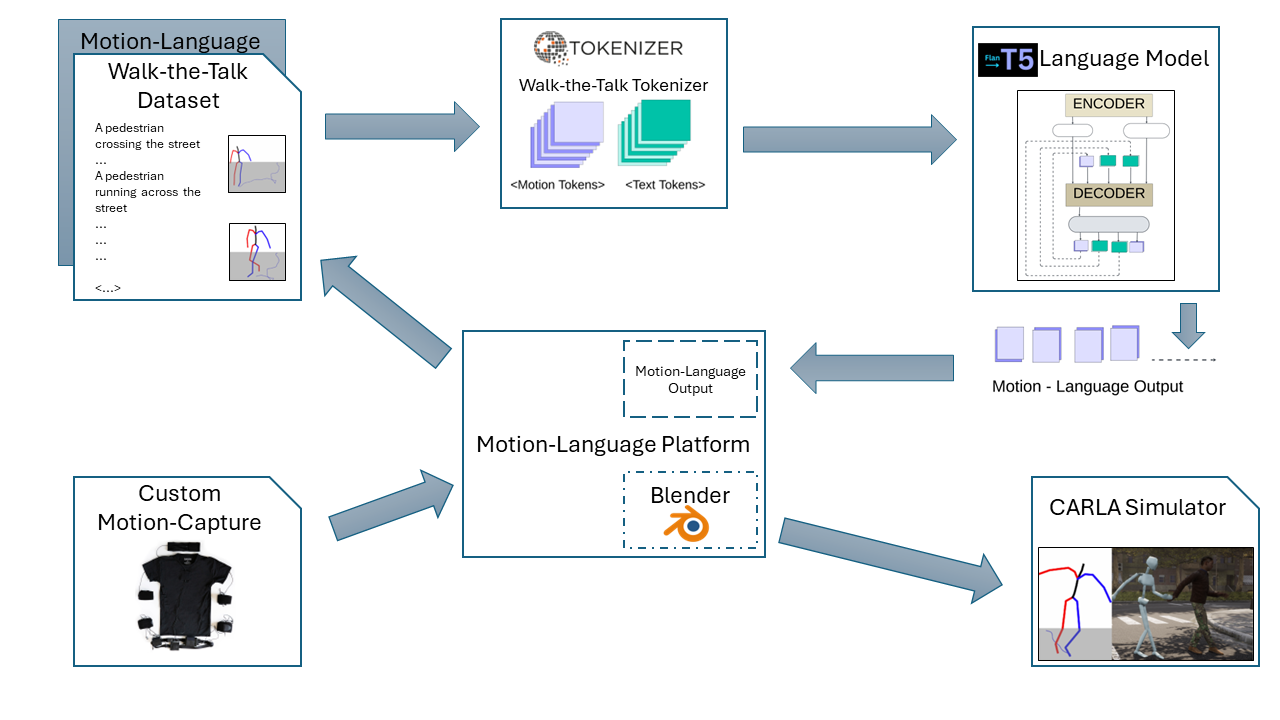 Motion-Language
Walk-the-Talk
Dataset
A pedestrian
crossing the street
...
A pedestrian
running across the
street
...
...
...
<...>
TOKENIZER
Walk-the-Talk Tokenizer
<Motion Tokens>
<Text Tokens>
Flan
T5
Language Model
ENCODER
DECODER
Motion - Language Output
Motion-Language
Output
Motion-Language Platform
Blender
Custom
Motion-Capture
CARLA Simulator